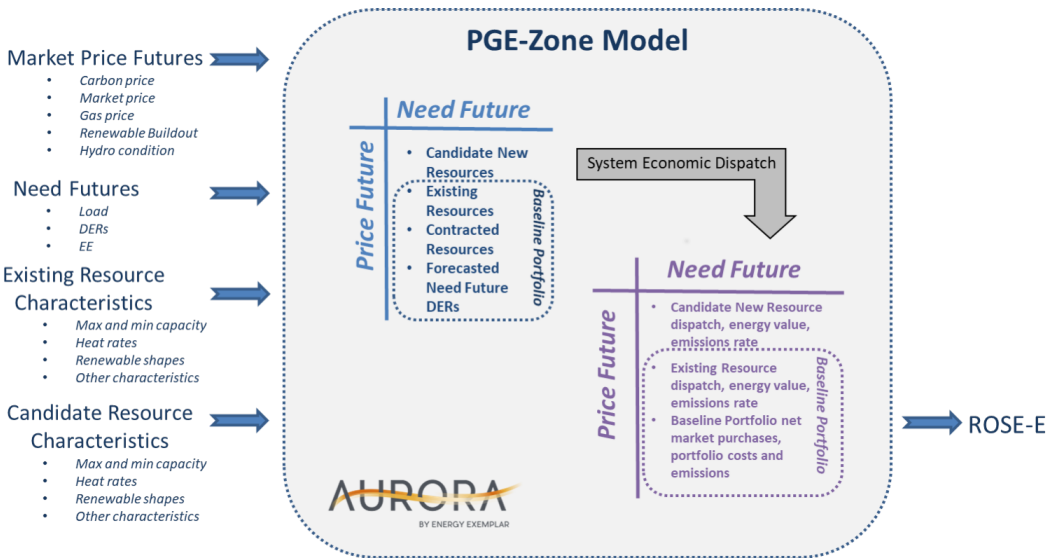 PGE-Zone Model
Market Price Futures
• Carbon price
• Market price
• Gas price
• Renewable Buildout
• Hydro condition
Need Futures
• Load
• DERs
• EE
Existing Resource
Characteristics
• Max and min capacity
• Heat rates
• Renewable shapes
• Other characteristics
Candidate Resource
Characteristics
• Max and min capacity
• Heat rates
• Renewable shapes
• Other characteristics
Need Future
Price Future
• Candidate New
Resources
• Existing
Resources
• Contracted
Resources
• Forecasted
Need Future
DERs
Baseline Portfolio
System Economic Dispatch
Need Future
Price Future
• Candidate New Resource
dispatch, energy value,
emissions rate
• Existing Resource
dispatch, energy value,
emissions rate
• Baseline Portfolio net
market purchases,
portfolio costs and
emissions
Baseline Portfolio
AURORA
BY ENERGY EXEMPLAR
ROSE-E